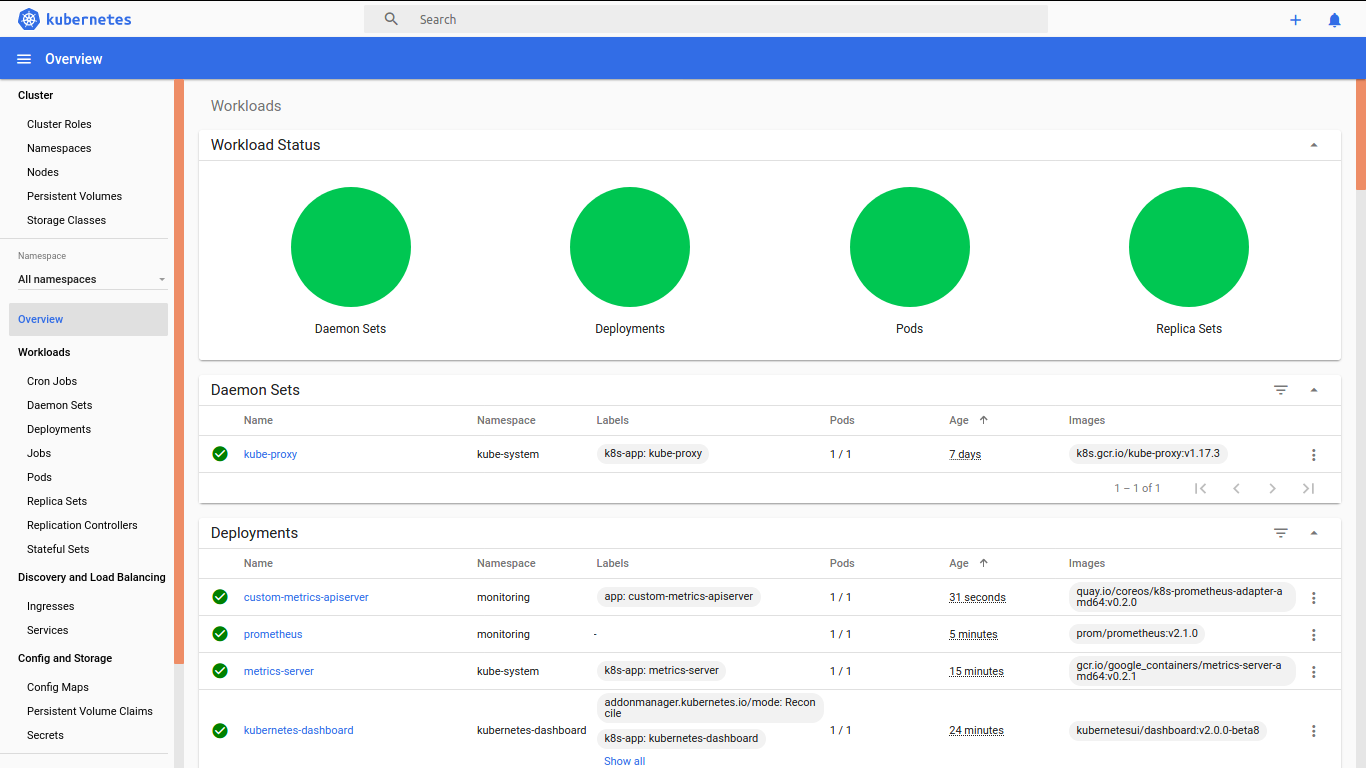 kubernetes
Search
Overview
Cluster
Cluster Roles
Namespaces
Nodes
Persistent Volumes
Storage Classes
Namespace
All namespaces
Overview
Workloads
Cron Jobs
Daemon Sets
Deployments
Jobs
Pods
Replica Sets
Replication Controllers
Stateful Sets
Discovery and Load Balancing
Ingresses
Services
Config and Storage
Config Maps
Persistent Volume Claims
Secrets
Workloads
Workload Status
Daemon Sets Deployments Pods Replica Sets
Daemon Sets
Name Namespace Labels Pods Age Images
kube-proxy kube-system k8s-app: kube-proxy 1 / 1 7 days k8s.gcr.io/kube-proxy:v1.17.3
1 – 1 of 1
Deployments
Name Namespace Labels Pods Age Images
custom-metrics-apiserver monitoring app: custom-metrics-apiserver 1 / 1 31 seconds quay.io/coreos/k8s-prometheus-adapter-a
md64:v0.2.0
prometheus monitoring - 1 / 1 5 minutes prom/prometheus:v2.1.0
metrics-server kube-system k8s-app: metrics-server 1 / 1 15 minutes gcr.io/google_containers/metrics-server-a
md64:v0.2.1
addonmanager.kubernetes.io/mode: Recon
cile
kubernetes-dashboard kubernetes-dashboard k8s-app: kubernetes-dashboard 1 / 1 24 minutes kubernetesui/dashboard:v2.0.0-beta8
Show all